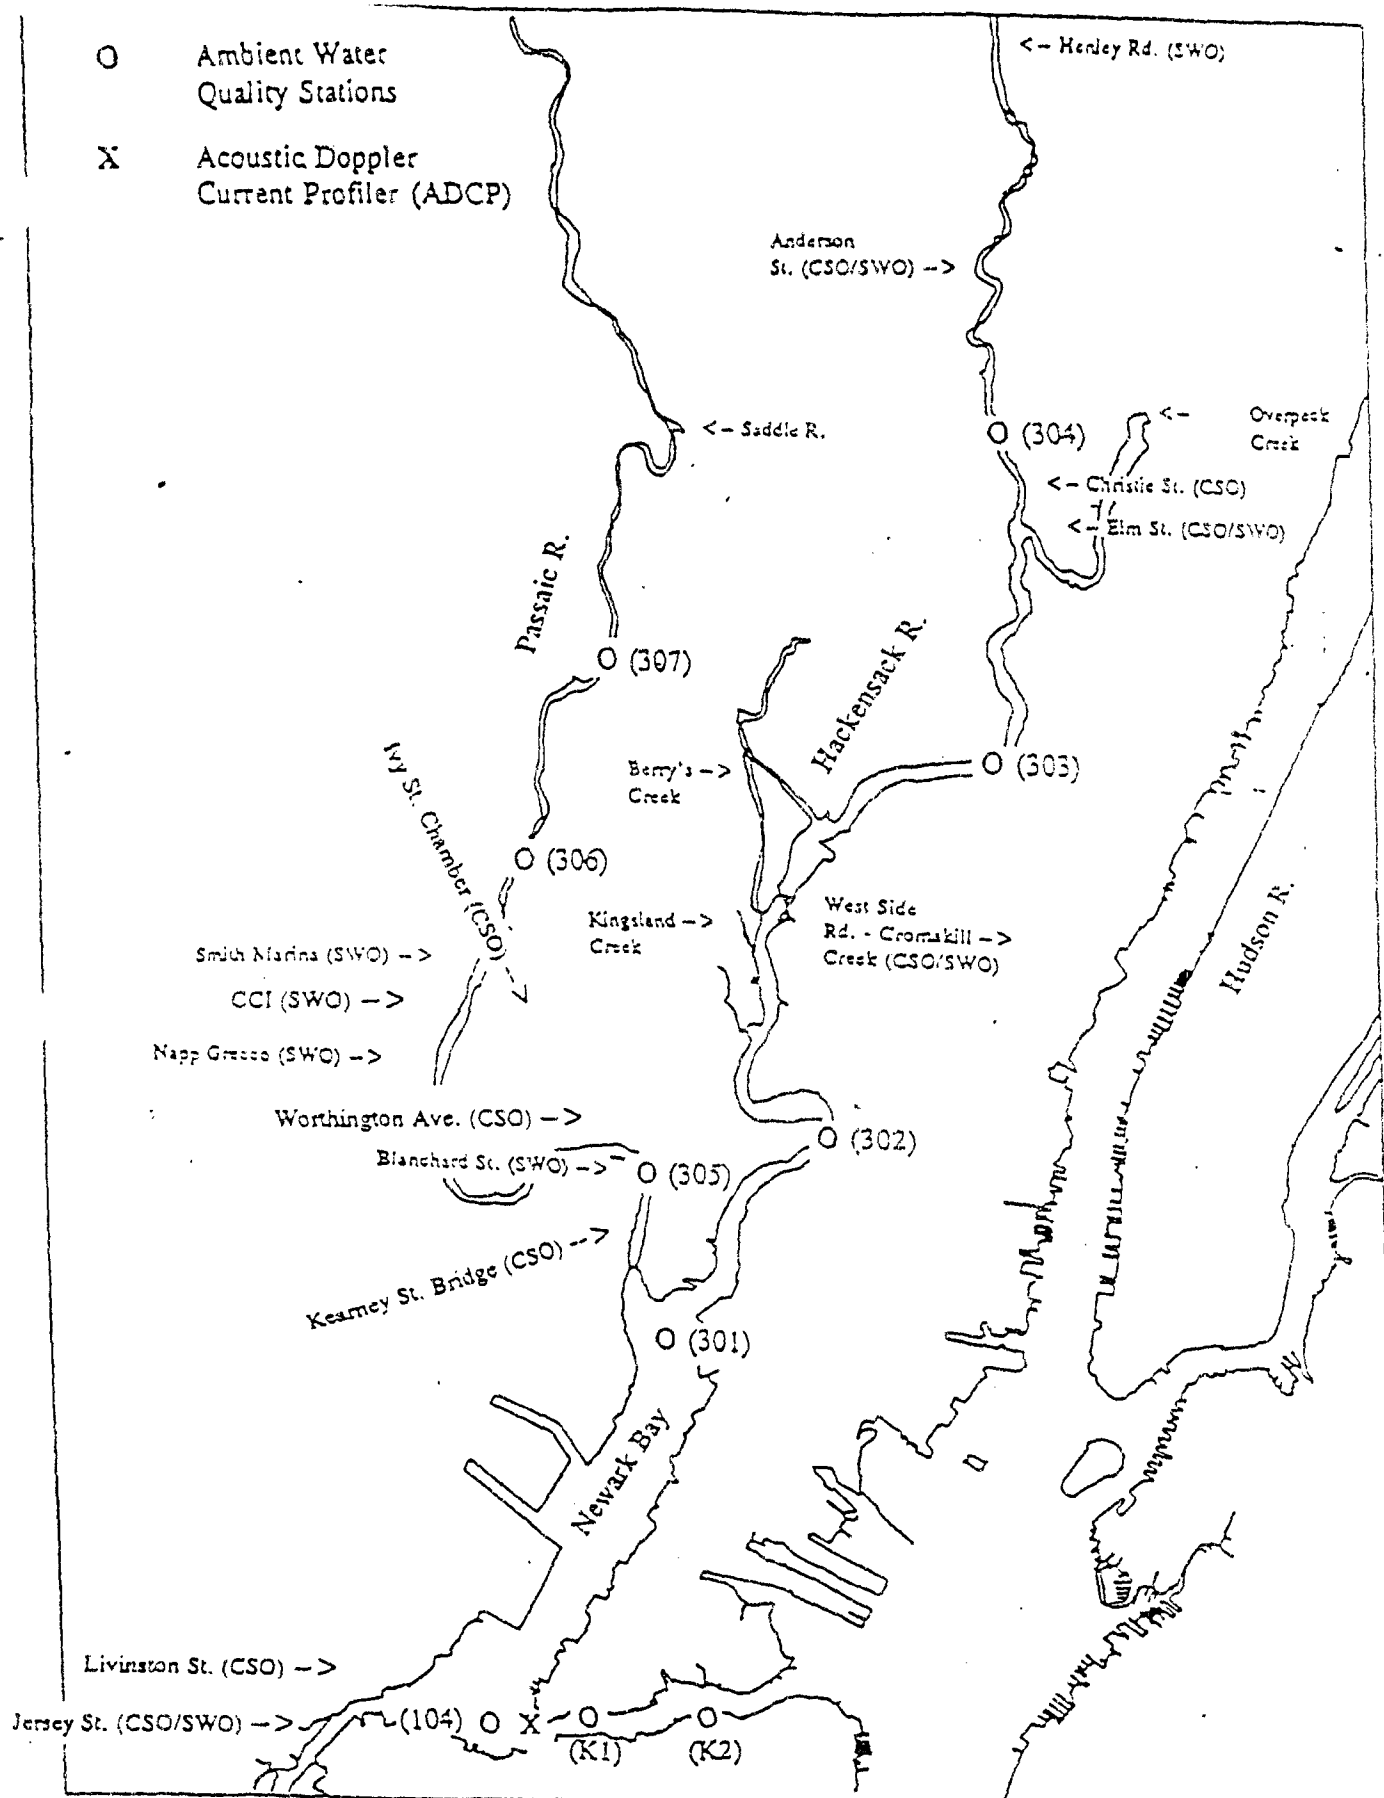 O Ambient Water
Quality Stations
X Acoustic Doppler
Current Profiler (ADCP)
<- Henley Rd. (SWO)
Anderson
St. (CSO/SWO) ->
<- Saddle R.
O (304)
<- Overpeck
Creek
<- Christie St. (CSO)
<- Elm St. (CSO/SWO)
Passaic R.
O (307)
Hackensack R.
Berry's ->
Creek
O (303)
Ivy St. Chamber (CSO) -->
O (306)
Hudson R.
Kingsland ->
Creek
West Side
Rd. - Cromakill ->
Creek (CSO/SWO)
Smith Marina (SWO) ->
CCI (SWO) ->
Napp Greeco (SWO) ->
Worthington Ave. (CSO) ->
O (302)
Blanchard St. (SWO) ->
O (305)
Kearney St. Bridge (CSO) -->
O (301)
Newark Bay
Livinston St. (CSO) ->
Jersey St. (CSO/SWO) ->
(104) O X O O
(K1) (K2)